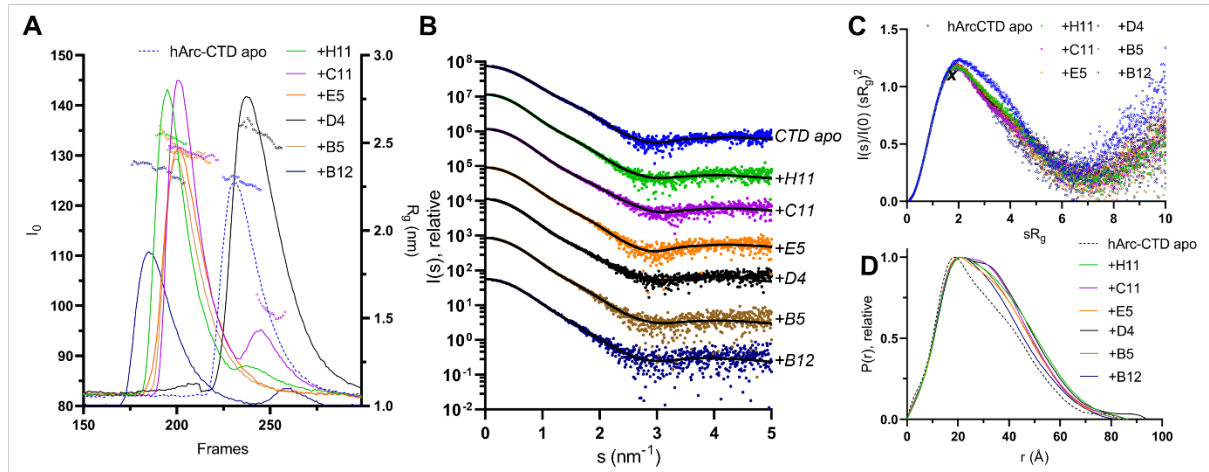 A
hArc-CTD apo
+H11
+C11
+E5
+D4
+B5
+B12
150
140
130
120
110
100
90
80
I0
3.0
2.5
2.0
1.5
1.0
Rg (nm)
150
200
250
Frames
B
10^8
10^7
10^6
10^5
10^4
10^3
10^2
10^1
10^0
10^-1
10^-2
I(s), relative
CTD apo
+H11
+C11
+E5
+D4
+B5
+B12
0
1
2
3
4
5
s (nm^-1)
C
hArcCTD apo
+H11
+D4
+C11
+B5
+E5
+B12
1.5
1.0
0.5
0.0
I(s)/I(0) (sRg)^2
x
0
2
4
6
8
10
sRg
D
hArc-CTD apo
+H11
+C11
+E5
+D4
+B5
+B12
1.0
0.5
0.0
P(r), relative
0
20
40
60
80
100
r (Å)